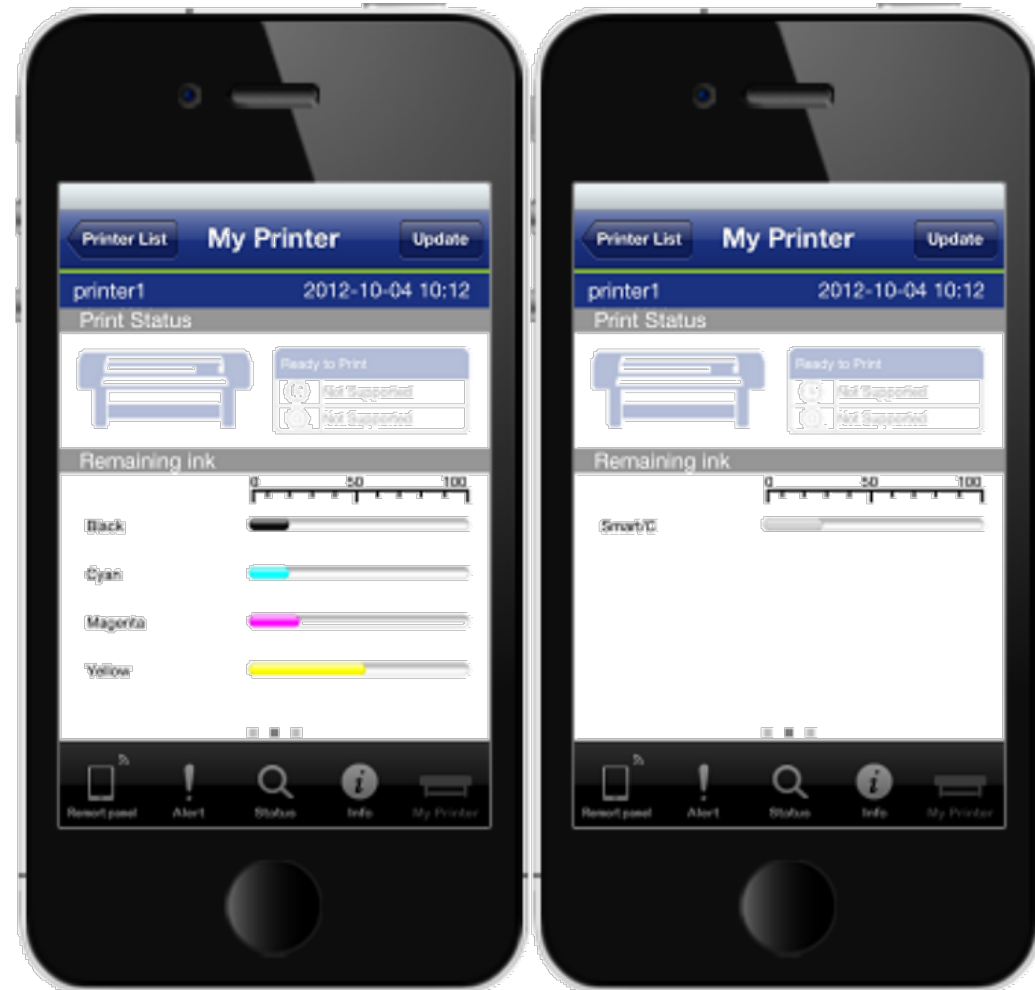 Printer List My Printer Update
printer1 2012-10-04 10:12
Print Status
Ready to Print
Not Supported
Not Supported
Remaining ink
0 50 100
Black
Cyan
Magenta
Yellow
Remort panel Alert Status Info My Printer
Printer List My Printer Update
printer1 2012-10-04 10:12
Print Status
Ready to Print
Not Supported
Not Supported
Remaining ink
0 50 100
Smart/C
Remort panel Alert Status Info My Printer